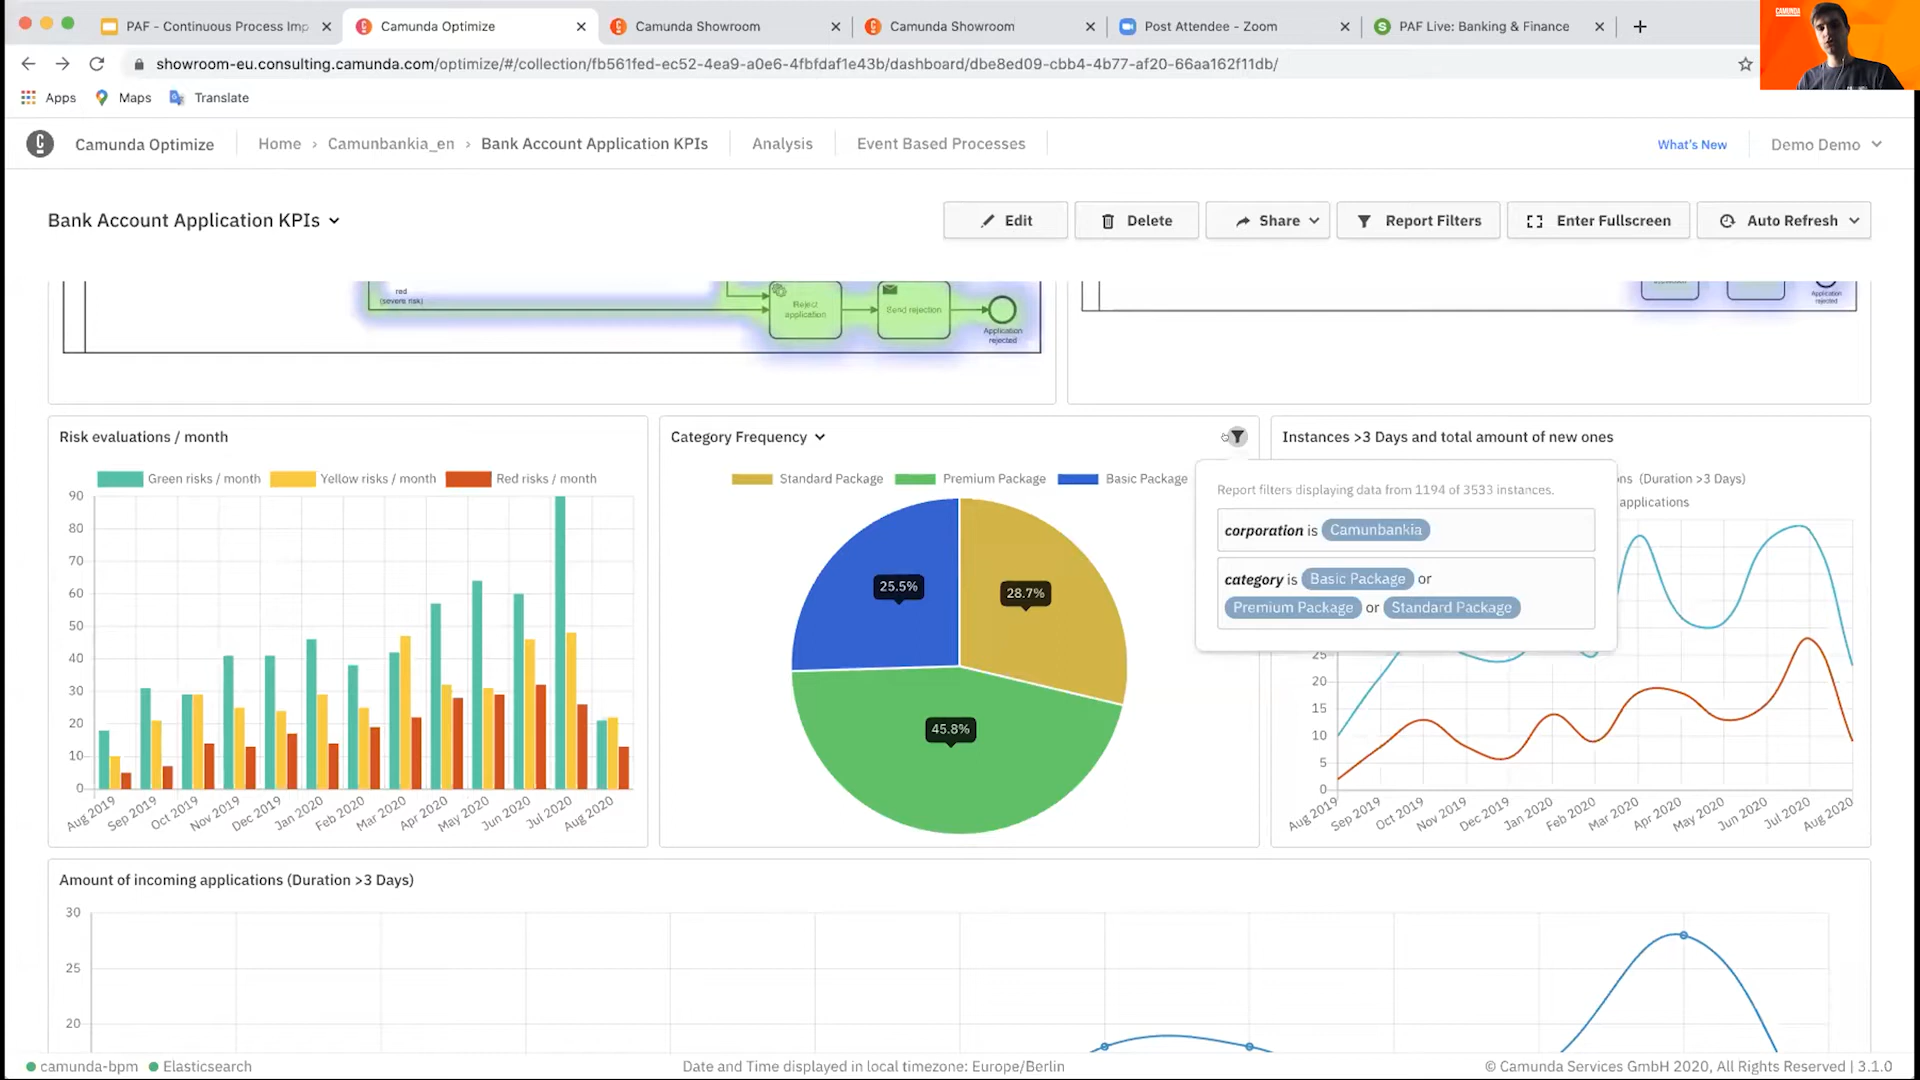 PAF - Continuous Process Imp
Camunda Optimize
Camunda Showroom
Camunda Showroom
Post Attendee - Zoom
PAF Live: Banking & Finance
CAMUNDA
showroom-eu.consulting.camunda.com/optimize/#/collection/fb561fed-ec52-4ea9-a0e6-4fbfdaf1e43b/dashboard/dbe8ed09-cbb4-4b77-af20-66aa162f11db/
Apps Maps Translate
Camunda Optimize Home › Camunbankia_en › Bank Account Application KPIs Analysis Event Based Processes What's New Demo Demo
Bank Account Application KPIs Edit Delete Share Report Filters Enter Fullscreen Auto Refresh
red
(severe risk)
Reject
application
Send rejection
Application
rejected
Application
rejected
Risk evaluations / month
Green risks / month Yellow risks / month Red risks / month
90
80
70
60
50
40
30
20
10
0
Aug 2019 Sep 2019 Oct 2019 Nov 2019 Dec 2019 Jan 2020 Feb 2020 Mar 2020 Apr 2020 May 2020 Jun 2020 Jul 2020 Aug 2020
Category Frequency
Standard Package Premium Package Basic Package
25.5%
28.7%
45.8%
Report filters displaying data from 1194 of 3533 instances.
corporation is Camunbankia
category is Basic Package or
Premium Package or Standard Package
Instances >3 Days and total amount of new ones
ns (Duration >3 Days)
applications
25
20
15
10
5
0
Aug 2019 Sep 2019 Oct 2019 Nov 2019 Dec 2019 Jan 2020 Feb 2020 Mar 2020 Apr 2020 May 2020 Jun 2020 Jul 2020 Aug 2020
Amount of incoming applications (Duration >3 Days)
30
25
20
camunda-bpm Elasticsearch
Date and Time displayed in local timezone: Europe/Berlin
© Camunda Services GmbH 2020, All Rights Reserved | 3.1.0